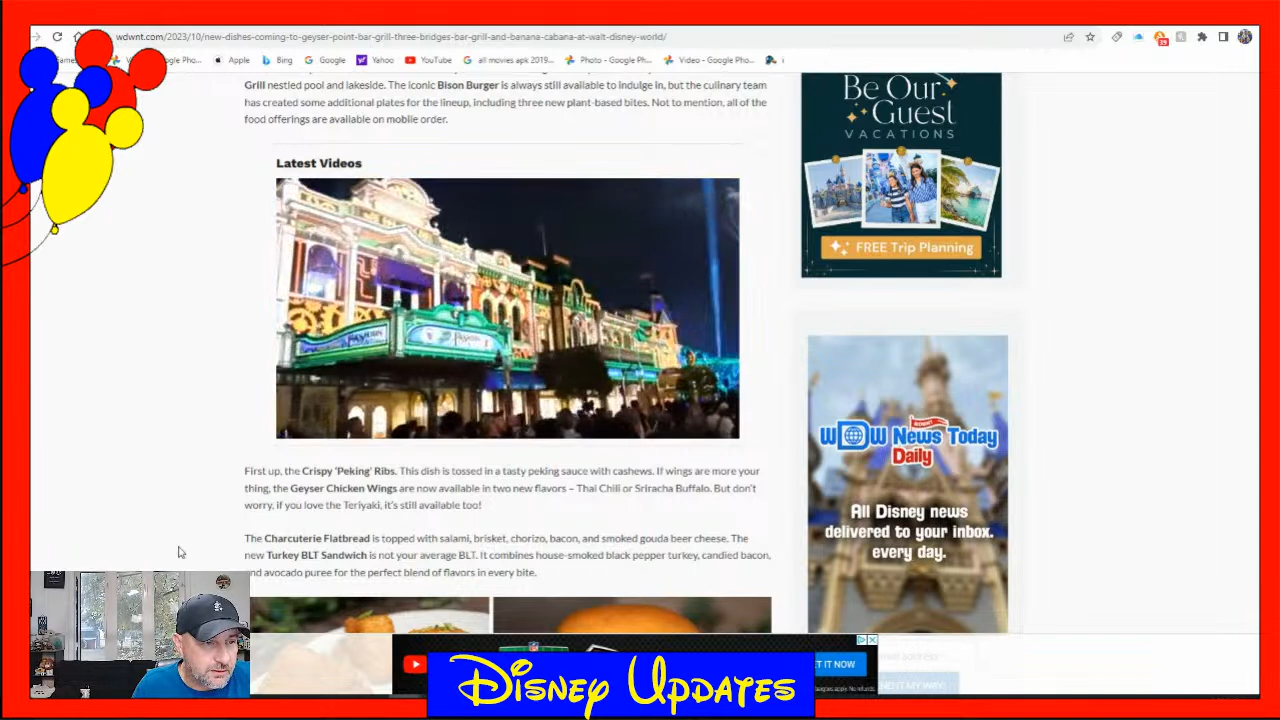 wdwnt.com/2023/10/new-dishes-coming-to-geyser-point-bar-grill-three-bridges-bar-grill-and-banana-cabana-at-walt-disney-world/
Apple
Bing
Google
Yahoo
YouTube
all movies apk 2019...
Photo - Google Ph...
Video - Google Pho...
Grill nestled pool and lakeside. The iconic Bison Burger is always still available to indulge in, but the culinary team
has created some additional plates for the lineup, including three new plant-based bites. Not to mention, all of the
food offerings are available on mobile order.
Be Our
Guest
VACATIONS
FREE Trip Planning
Latest Videos
First up, the Crispy 'Peking' Ribs. This dish is tossed in a tasty peking sauce with cashews. If wings are more your
thing, the Geyser Chicken Wings are now available in two new flavors – Thai Chili or Sriracha Buffalo. But don't
worry, if you love the Teriyaki, it's still available too!
The Charcuterie Flatbread is topped with salami, brisket, chorizo, bacon, and smoked gouda beer cheese. The
new Turkey BLT Sandwich is not your average BLT. It combines house-smoked black pepper turkey, candied bacon,
and avocado puree for the perfect blend of flavors in every bite.
WDW News Today
Daily
All Disney news
delivered to your inbox.
every day.
Disney Updates